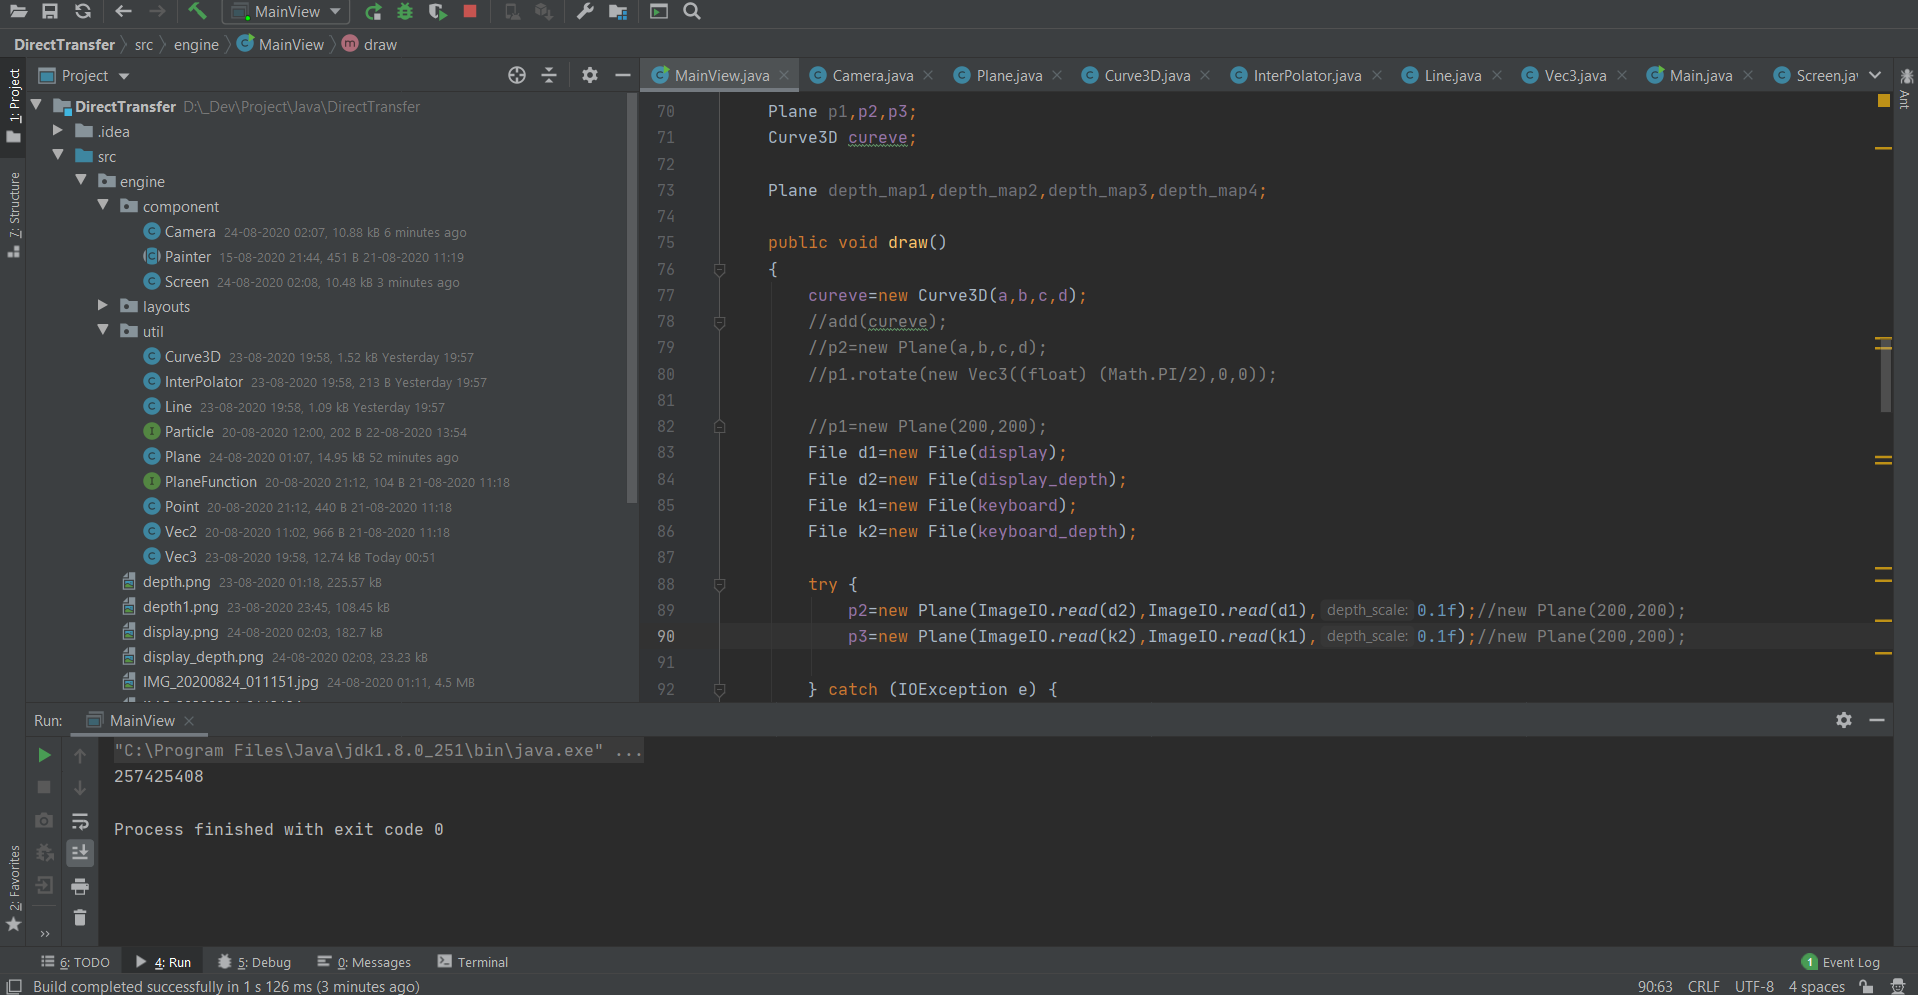 MainView
DirectTransfer src engine MainView draw
Project
MainView.java Camera.java Plane.java Curve3D.java InterPolator.java Line.java Vec3.java Main.java
1: Project
7: Structure
2: Favorites
Ant
DirectTransfer D:\_Dev\Project\Java\DirectTransfer
.idea
src
engine
component
Camera 24-08-2020 02:07, 10.88 kB 6 minutes ago
Painter 15-08-2020 21:44, 451 B 21-08-2020 11:19
Screen 24-08-2020 02:08, 10.48 kB 3 minutes ago
layouts
util
Curve3D 23-08-2020 19:58, 1.52 kB Yesterday 19:57
InterPolator 23-08-2020 19:58, 213 B Yesterday 19:57
Line 23-08-2020 19:58, 1.09 kB Yesterday 19:57
Particle 20-08-2020 12:00, 202 B 22-08-2020 13:54
Plane 24-08-2020 01:07, 14.95 kB 52 minutes ago
PlaneFunction 20-08-2020 21:12, 104 B 21-08-2020 11:18
Point 20-08-2020 21:12, 440 B 21-08-2020 11:18
Vec2 20-08-2020 11:02, 966 B 21-08-2020 11:18
Vec3 23-08-2020 19:58, 12.74 kB Today 00:51
depth.png 23-08-2020 01:18, 225.57 kB
depth1.png 23-08-2020 23:45, 108.45 kB
display.png 24-08-2020 02:03, 182.7 kB
display_depth.png 24-08-2020 02:03, 23.23 kB
IMG_20200824_011151.jpg 24-08-2020 01:11, 4.5 MB
70 Plane p1,p2,p3;
71 Curve3D cureve;
72
73 Plane depth_map1,depth_map2,depth_map3,depth_map4;
74
75 public void draw()
76 {
77 cureve=new Curve3D(a,b,c,d);
78 //add(cureve);
79 //p2=new Plane(a,b,c,d);
80 //p1.rotate(new Vec3((float) (Math.PI/2),0,0));
81
82 //p1=new Plane(200,200);
83 File d1=new File(display);
84 File d2=new File(display_depth);
85 File k1=new File(keyboard);
86 File k2=new File(keyboard_depth);
87
88 try {
89 p2=new Plane(ImageIO.read(d2),ImageIO.read(d1), depth_scale: 0.1f);//new Plane(200,200);
90 p3=new Plane(ImageIO.read(k2),ImageIO.read(k1), depth_scale: 0.1f);//new Plane(200,200);
91
92 } catch (IOException e) {
Run: MainView
"C:\Program Files\Java\jdk1.8.0_251\bin\java.exe" ...
257425408
Process finished with exit code 0
6: TODO 4: Run 5: Debug 0: Messages Terminal 1 Event Log
Build completed successfully in 1 s 126 ms (3 minutes ago) 90:63 CRLF UTF-8 4 spaces